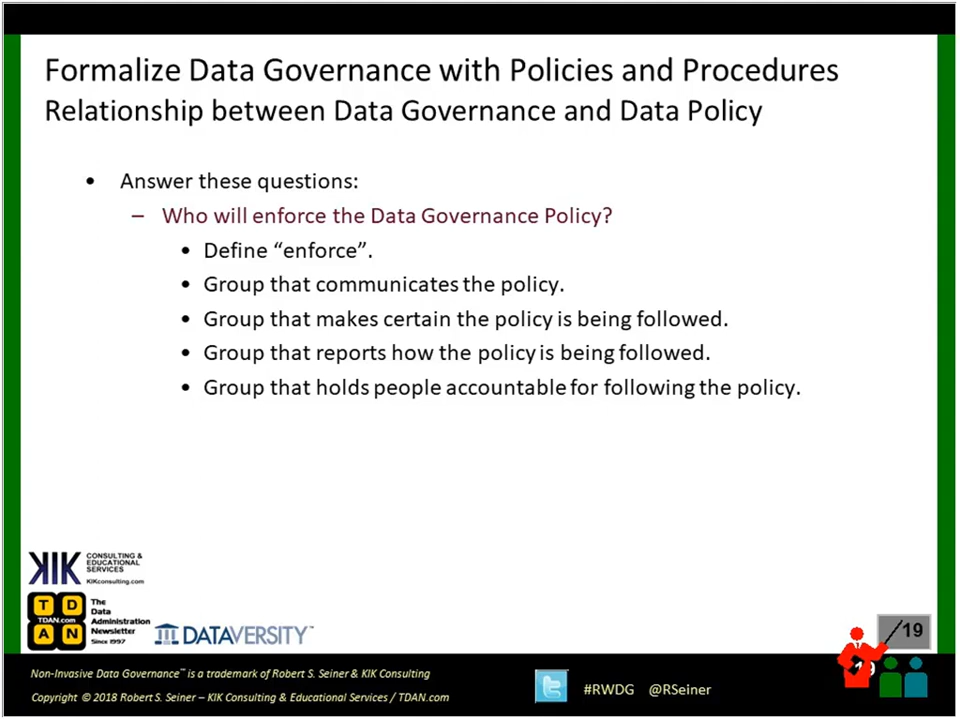 Formalize Data Governance with Policies and Procedures
Relationship between Data Governance and Data Policy
• Answer these questions:
– Who will enforce the Data Governance Policy?
• Define “enforce”.
• Group that communicates the policy.
• Group that makes certain the policy is being followed.
• Group that reports how the policy is being followed.
• Group that holds people accountable for following the policy.
KIK CONSULTING &
EDUCATIONAL
SERVICES
KIKconsulting.com
T D
TDAN.com
A N
The
Data
Administration
Newsletter
Since 1997
DATAVERSITY™
19
19
Non-Invasive Data Governance™ is a trademark of Robert S. Seiner & KIK Consulting
Copyright © 2018 Robert S. Seiner – KIK Consulting & Educational Services / TDAN.com
#RWDG @RSeiner